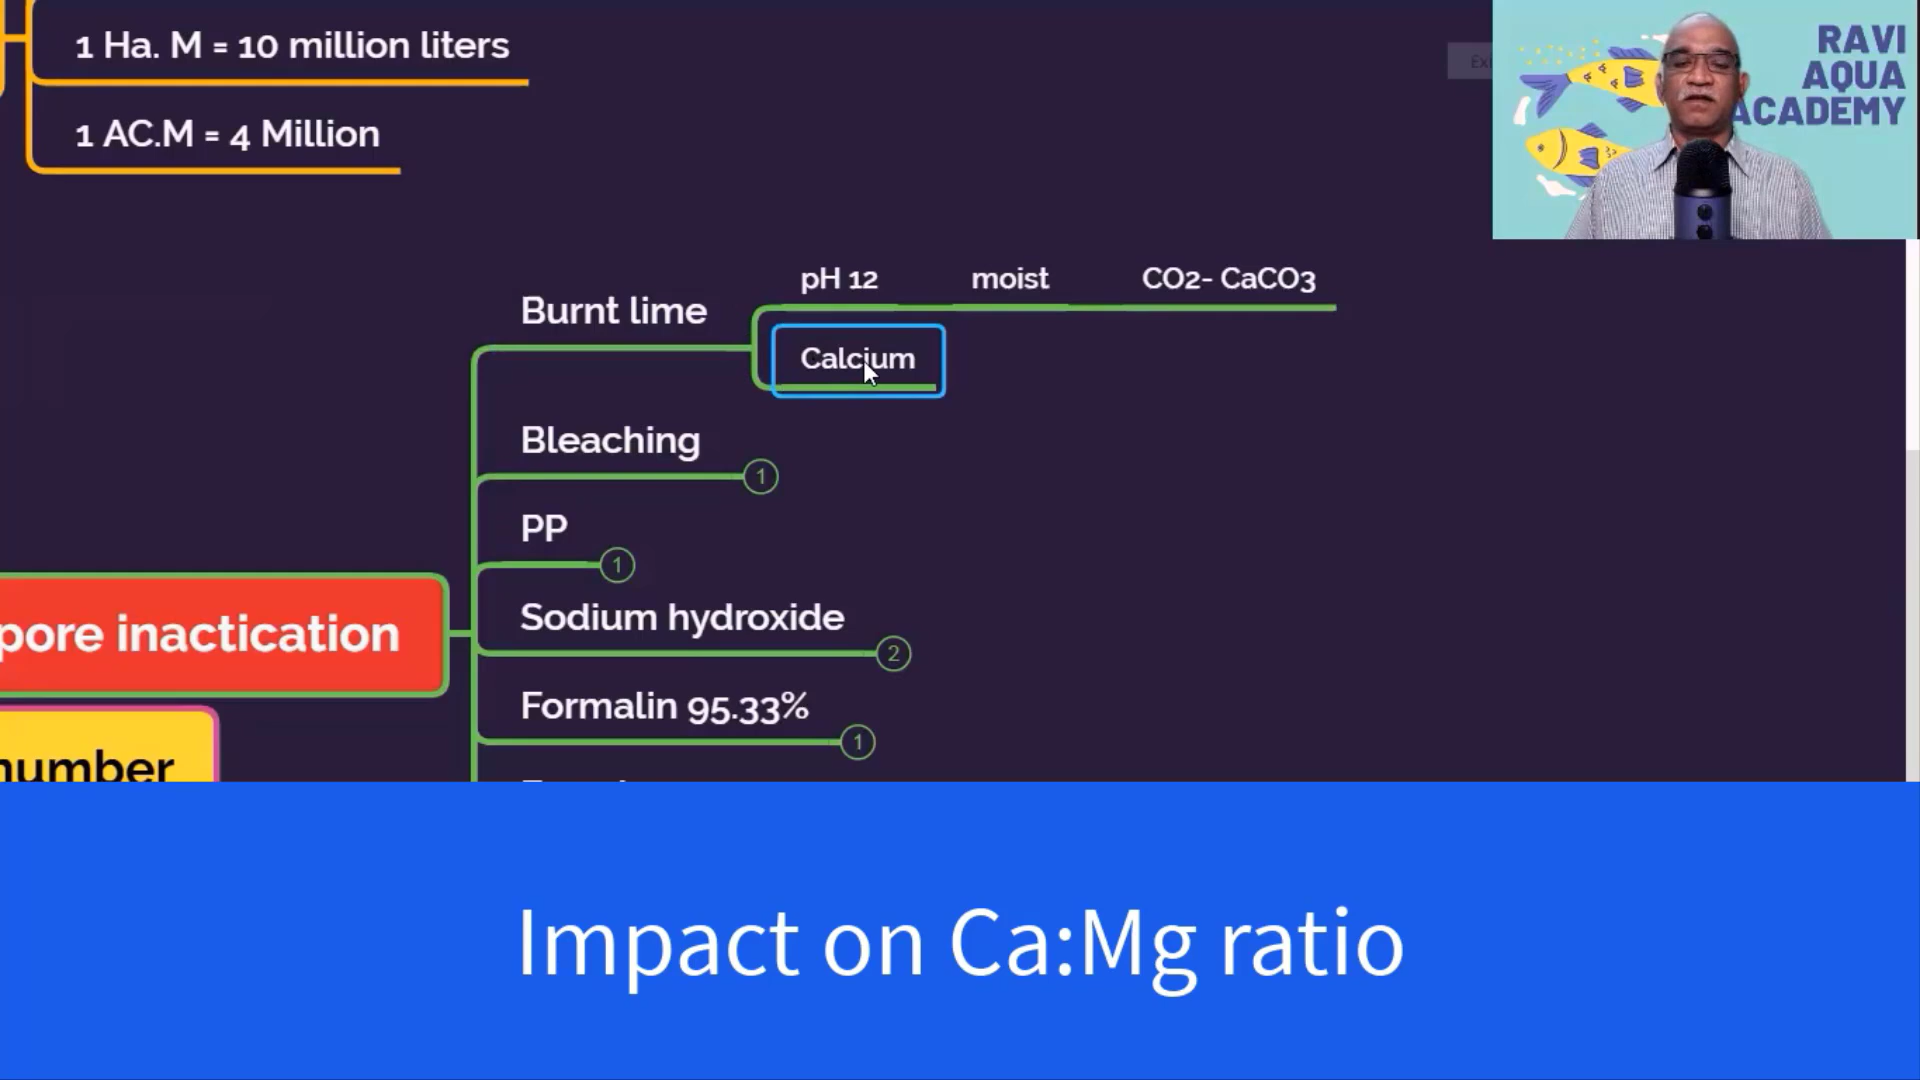 1 Ha. M = 10 million liters
1 AC.M = 4 Million
RAVI
AQUA
ACADEMY
pH 12 moist CO2- CaCO3
Burnt lime
Calcium
Bleaching
1
PP
1
Sodium hydroxide
2
pore inactication
Formalin 95.33%
1
number
Impact on Ca:Mg ratio